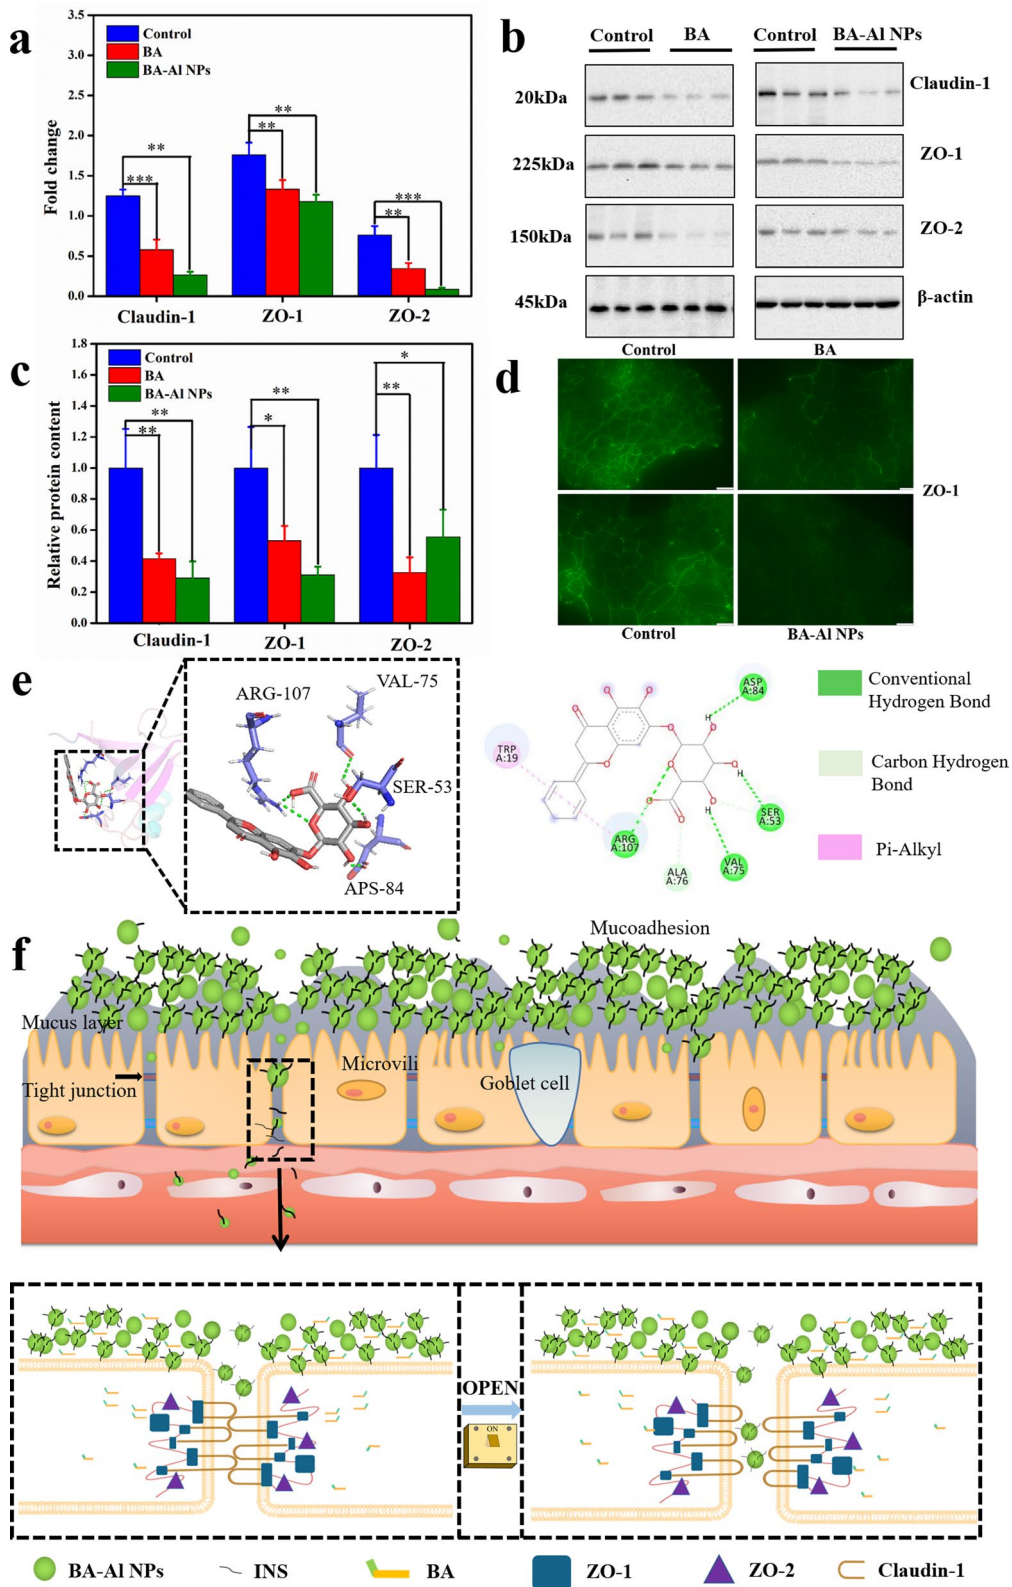 a
3.5
3.0
2.5
2.0
1.5
1.0
0.5
0.0
Fold change
Control
BA
BA-Al NPs
**
***
**
**
***
**
Claudin-1
ZO-1
ZO-2
b
Control
BA
Control
BA-Al NPs
20kDa
Claudin-1
225kDa
ZO-1
150kDa
ZO-2
45kDa
β-actin
c
1.8
1.6
1.4
1.2
1.0
0.8
0.6
0.4
0.2
0.0
Relative protein content
Control
BA
BA-Al NPs
**
**
**
*
*
**
Claudin-1
ZO-1
ZO-2
d
Control
BA
ZO-1
Control
BA-Al NPs
e
ARG-107
VAL-75
SER-53
APS-84
TRP
A:19
ASP
A:84
SER
A:53
ARG
A:107
ALA
A:76
VAL
A:75
O
O
O
O
O
O
O
O
O
O
O
H
H
H
Conventional
Hydrogen Bond
Carbon Hydrogen
Bond
Pi-Alkyl
f
Mucoadhesion
Mucus layer
Microvili
Goblet cell
Tight junction
OPEN
ON
BA-Al NPs
INS
BA
ZO-1
ZO-2
Claudin-1